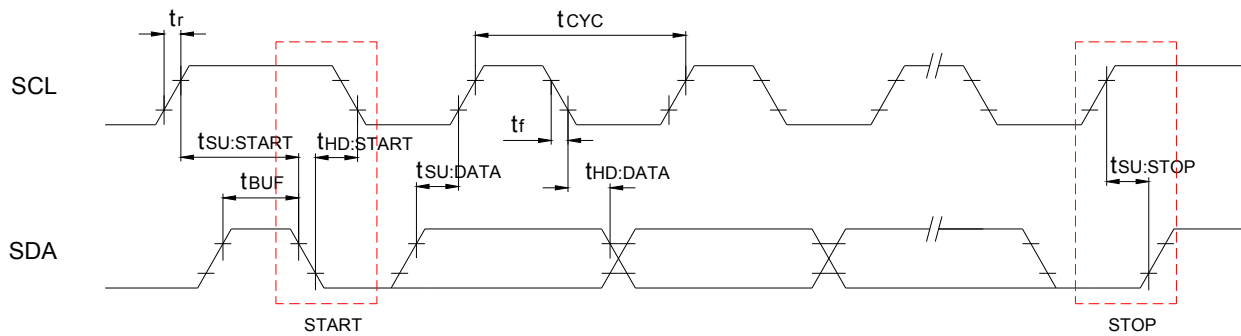 tr
tCYC
SCL
tf
tSU:START
tHD:START
tSU:DATA
tHD:DATA
tSU:STOP
tBUF
SDA
START
STOP